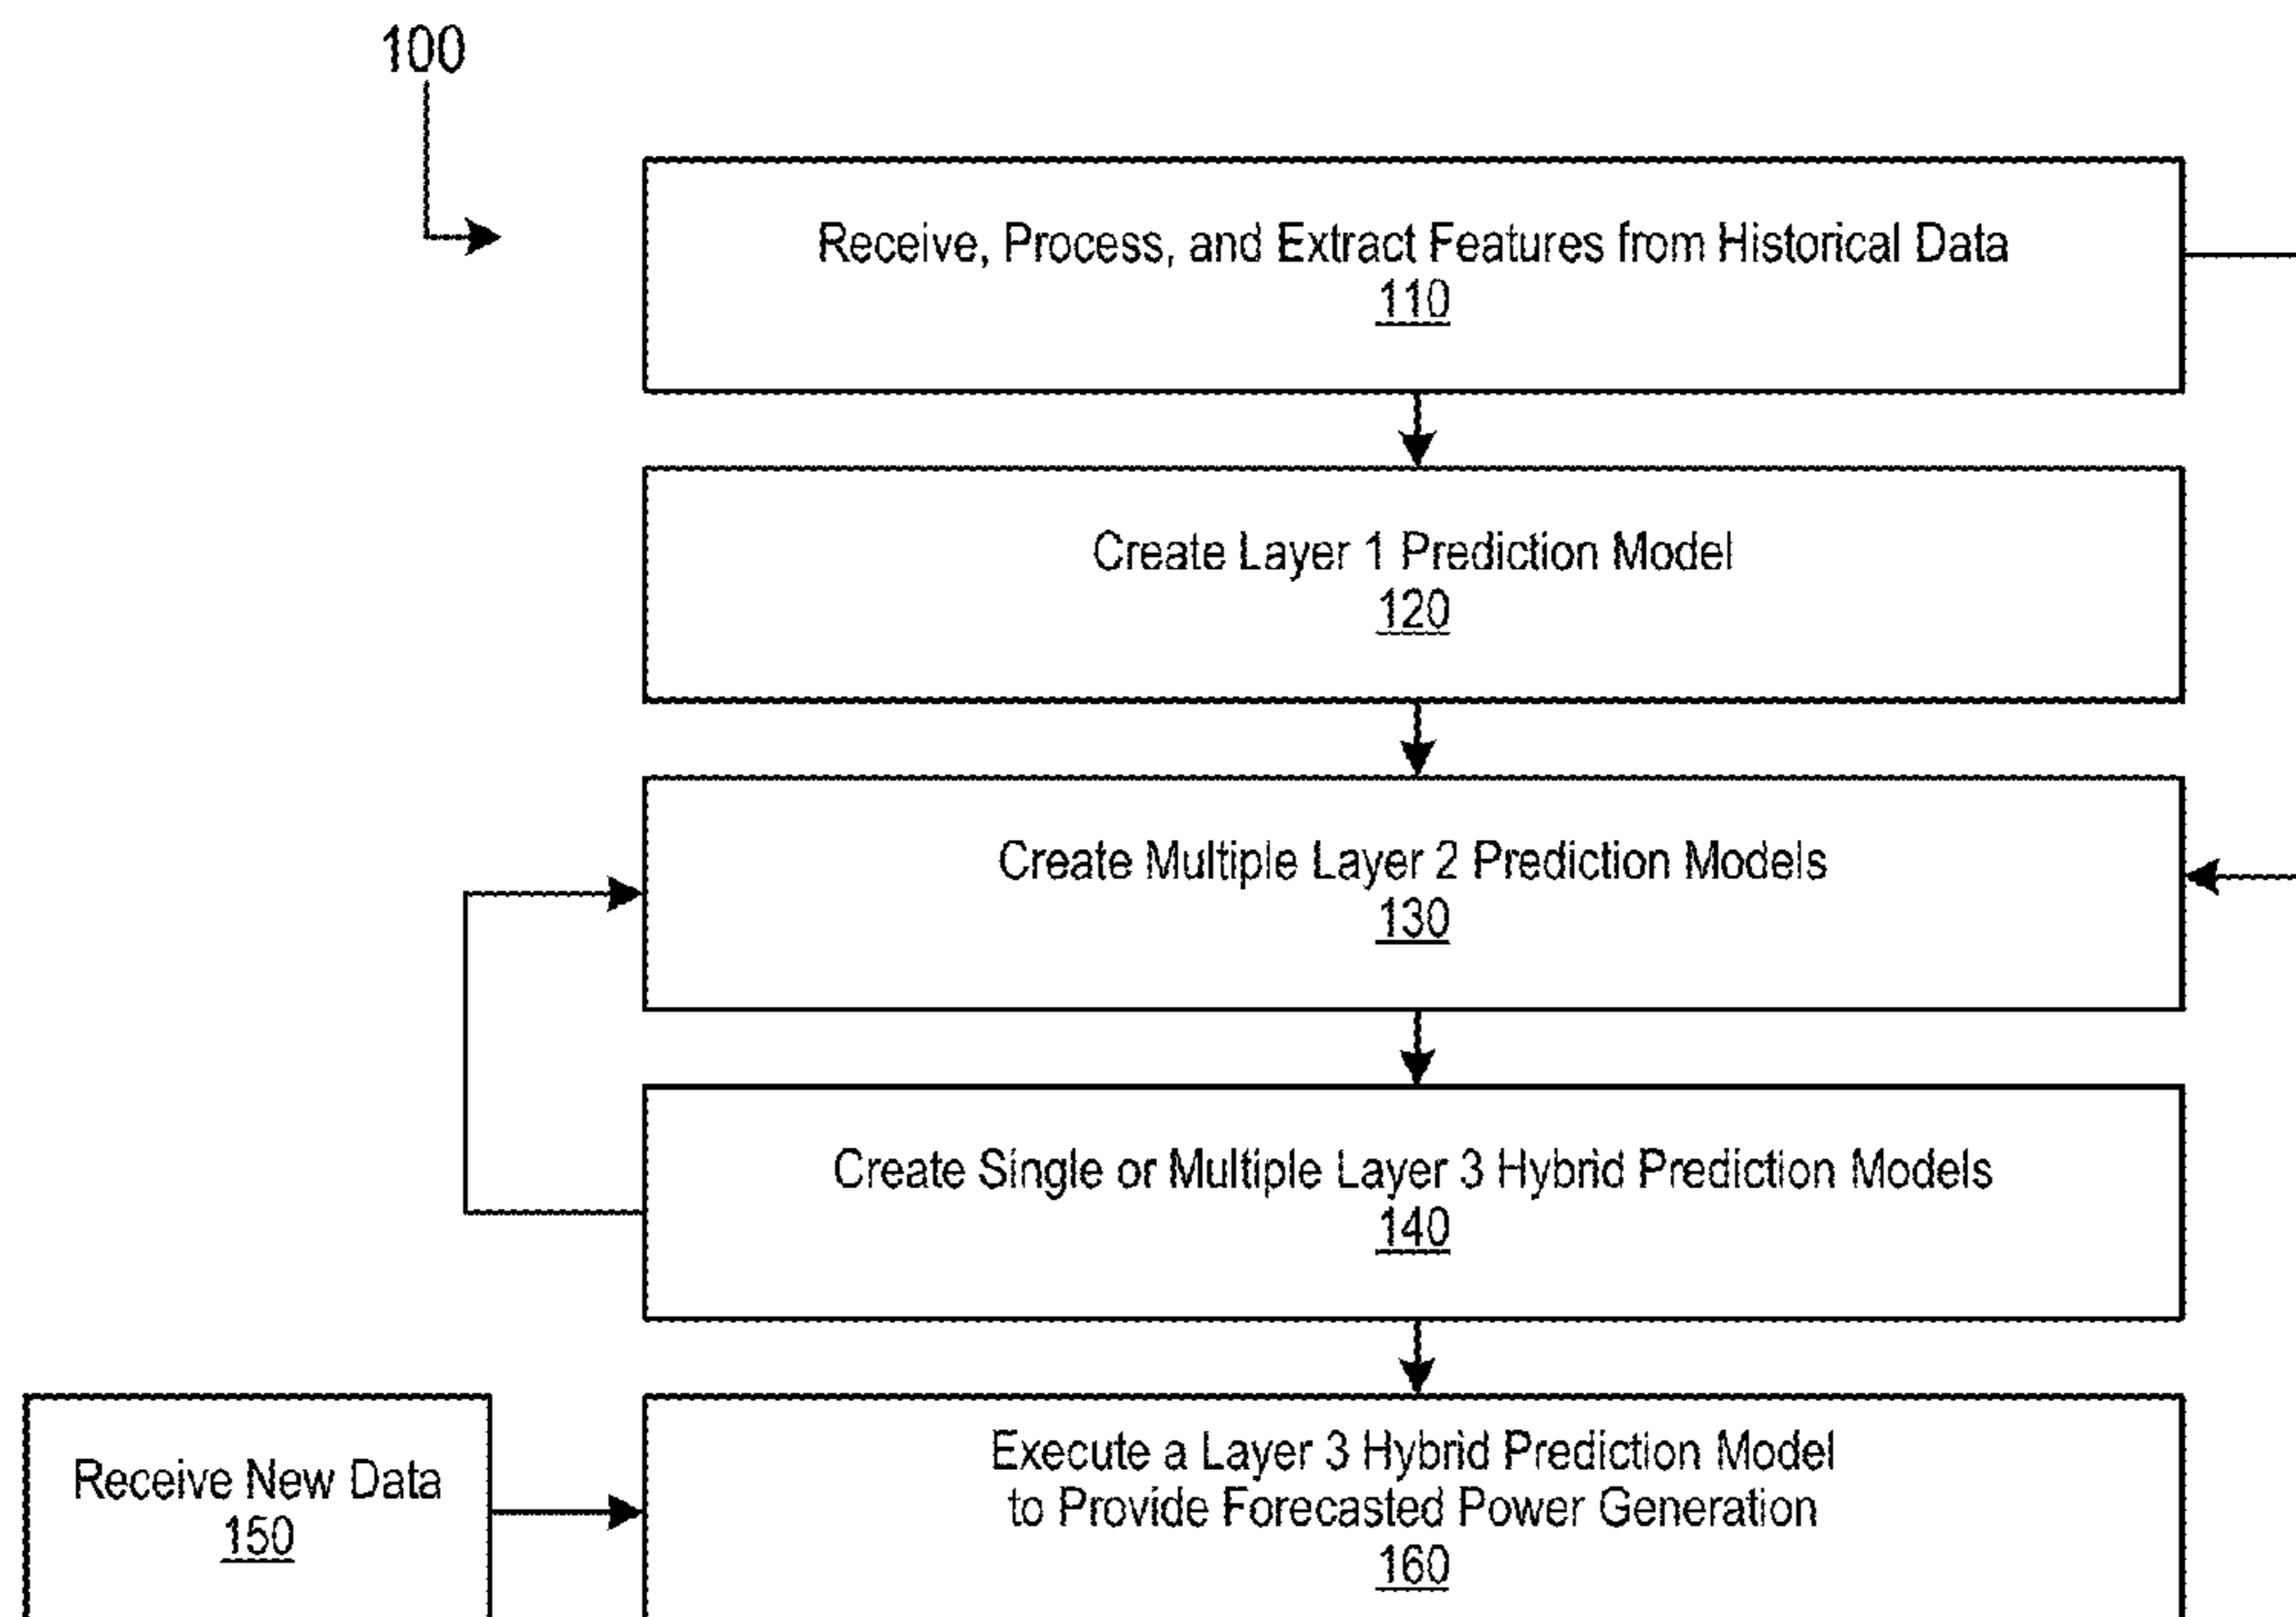 100
Receive, Process, and Extract Features from Historical Data
110
Create Layer 1 Prediction Model
120
Create Multiple Layer 2 Prediction Models
130
Create Single or Multiple Layer 3 Hybrid Prediction Models
140
Receive New Data
150
Execute a Layer 3 Hybrid Prediction Model
to Provide Forecasted Power Generation
160